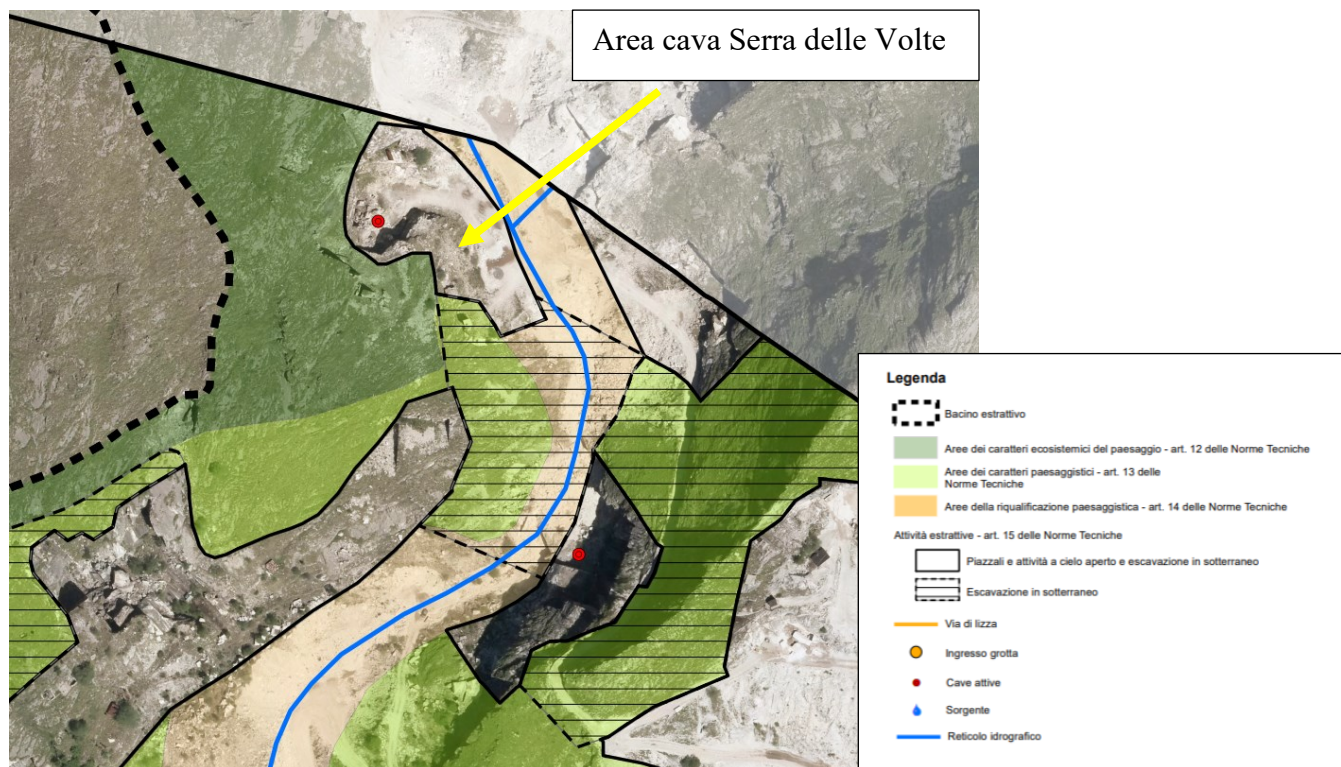 Area cava Serra delle Volte
Legenda
Bacino estrattivo
Aree dei caratteri ecosistemici del paesaggio - art. 12 delle Norme Tecniche
Aree dei caratteri paesaggistici - art. 13 delle
Norme Tecniche
Aree della riqualificazione paesaggistica - art. 14 delle Norme Tecniche
Attività estrattive - art. 15 delle Norme Tecniche
Piazzali e attività a cielo aperto e escavazione in sotterraneo
Escavazione in sotterraneo
Via di lizza
Ingresso grotta
Cave attive
Sorgente
Reticolo idrografico